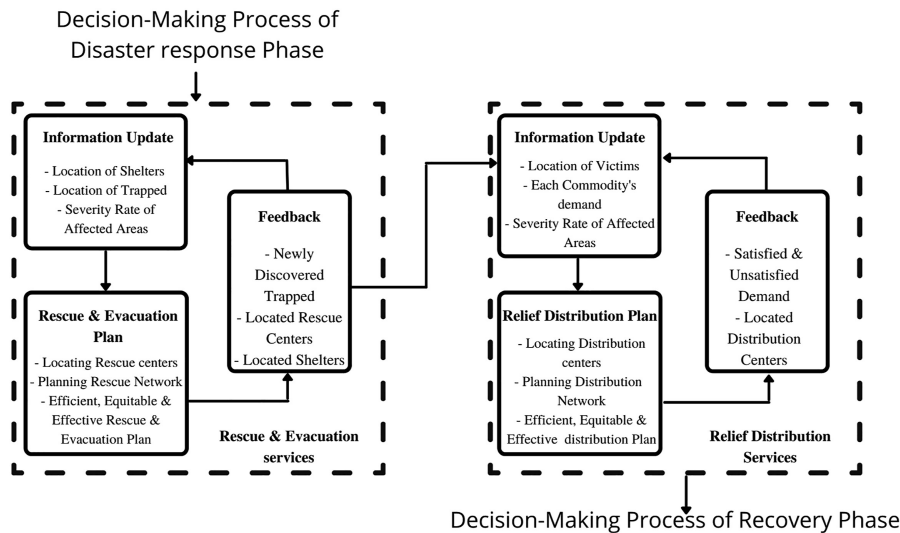 Decision-Making Process of
Disaster response Phase
Information Update
- Location of Shelters
- Location of Trapped
- Severity Rate of
Affected Areas
Feedback
- Newly
Discovered
Trapped
- Located Rescue
Centers
- Located Shelters
Rescue & Evacuation
Plan
- Locating Rescue centers
- Planning Rescue Network
- Efficient, Equitable &
Effective Rescue &
Evacuation Plan
Rescue & Evacuation
services
Information Update
- Location of Victims
- Each Commodity's
demand
- Severity Rate of Affected
Areas
Feedback
- Satisfied &
Unsatisfied
Demand
- Located
Distribution
Centers
Relief Distribution Plan
- Locating Distribution
centers
- Planning Distribution
Network
- Efficient, Equitable &
Effective distribution Plan
Relief Distribution
Services
Decision-Making Process of Recovery Phase